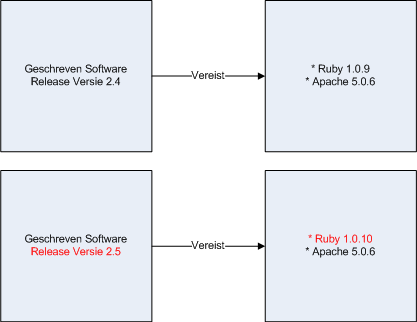 Geschreven Software
Release Versie 2.4
Vereist
* Ruby 1.0.9
* Apache 5.0.6
Geschreven Software
Release Versie 2.5
Vereist
* Ruby 1.0.10
* Apache 5.0.6